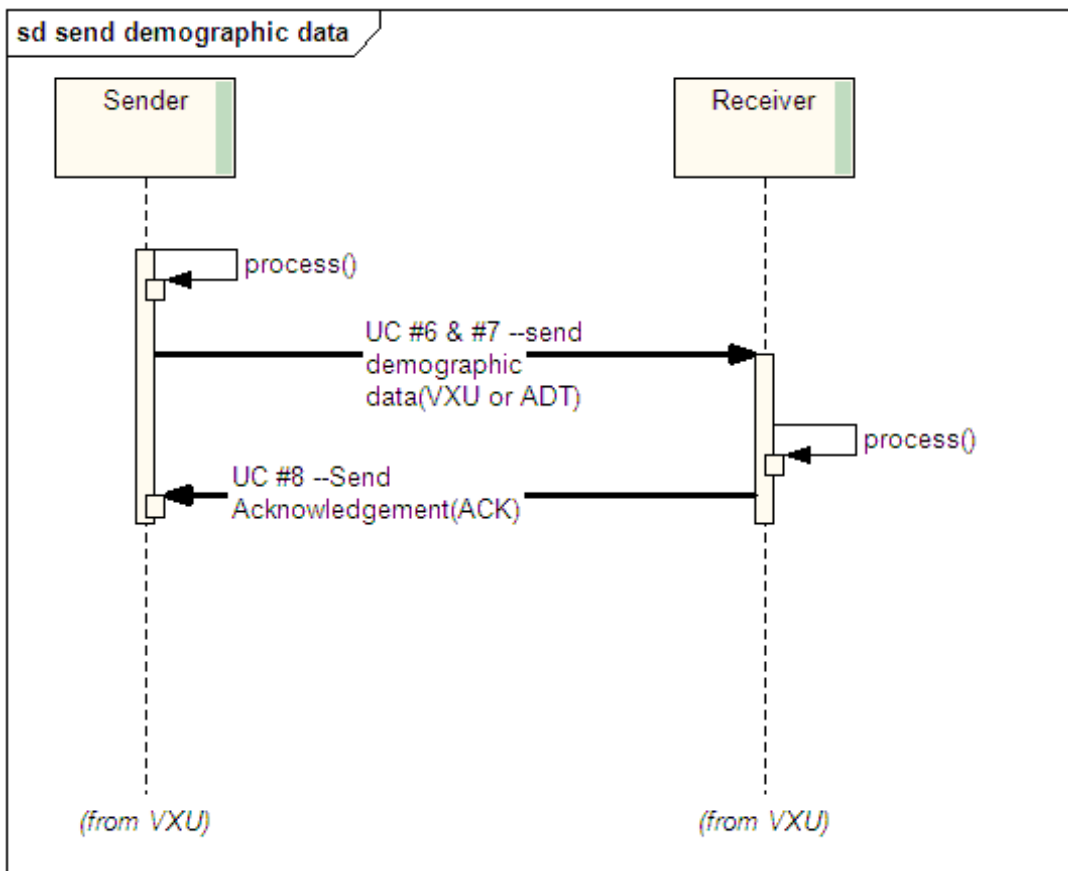 sd send demographic data
Sender
Receiver
process()
UC #6 & #7 --send
demographic
data(VXU or ADT)
process()
UC #8 --Send
Acknowledgement(ACK)
(from VXU)
(from VXU)